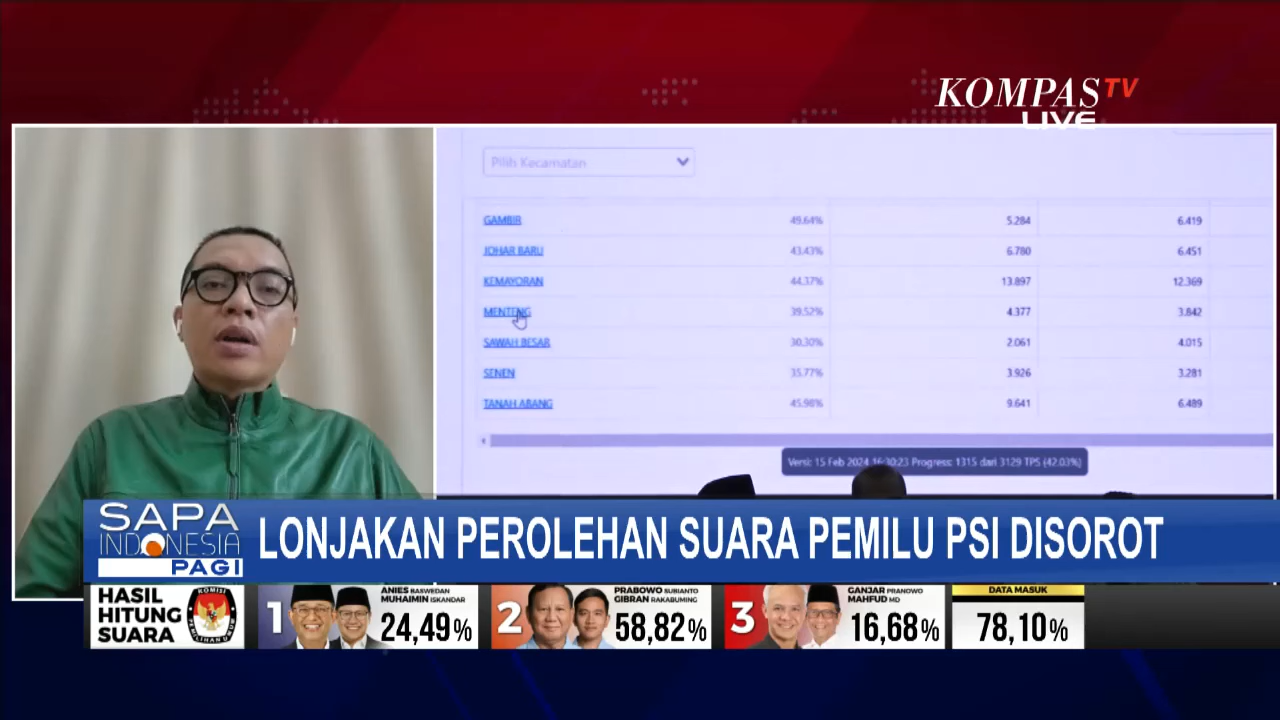 KOMPAS TV
LIVE
Pilih Kecamatan
GAMBIR 49.64% 5.284 6.419
JOHAR BARU 43.43% 6.780 6.451
KEMAYORAN 44.37% 13.897 12.369
MENTENG 39.52% 4.377 3.842
SAWAH BESAR 30.30% 2.061 4.015
SENEN 35.77% 3.926 3.281
TANAH ABANG 45.98% 9.641 6.489
Versi: 15 Feb 2024 16:30:23 Progress: 1315 dari 3129 TPS (42.03%)
SAPA
INDONESIA
PAGI
LONJAKAN PEROLEHAN SUARA PEMILU PSI DISOROT
HASIL
HITUNG
SUARA
KOMISI
PEMILIHAN UMUM
1
ANIES BASWEDAN
MUHAIMIN ISKANDAR
24,49%
2
PRABOWO SUBIANTO
GIBRAN RAKABUMING
58,82%
3
GANJAR PRANOWO
MAHFUD MD
16,68%
DATA MASUK
78,10%